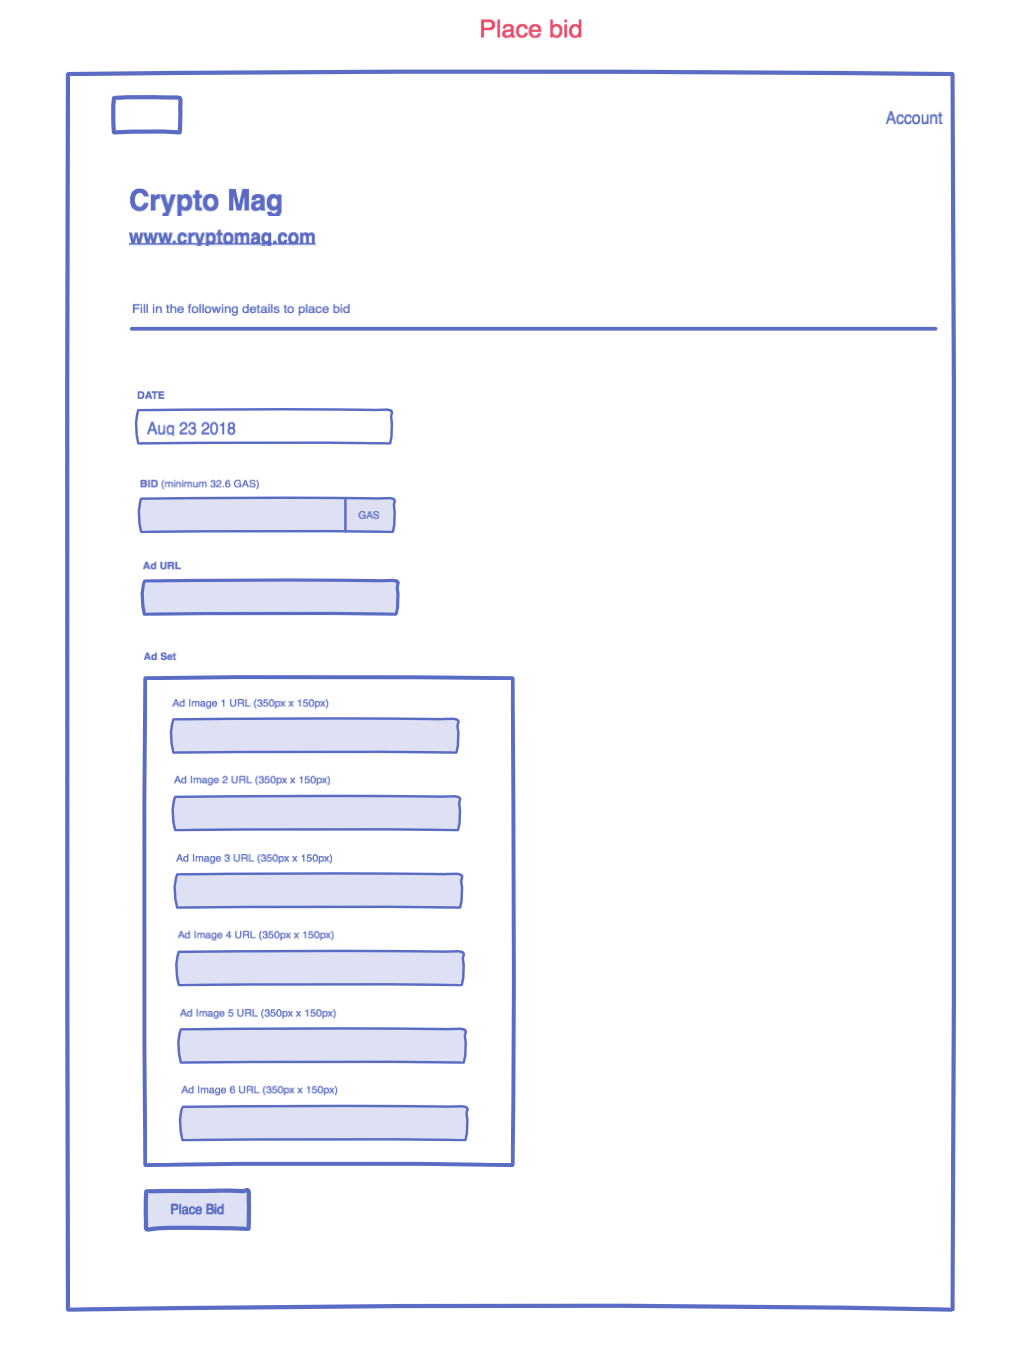 Place bid
Account
Crypto Mag
www.cryptomag.com
Fill in the following details to place bid
DATE
Aug 23 2018
BID (minimum 32.6 GAS)
GAS
Ad URL
Ad Set
Ad Image 1 URL (350px x 150px)
Ad Image 2 URL (350px x 150px)
Ad Image 3 URL (350px x 150px)
Ad Image 4 URL (350px x 150px)
Ad Image 5 URL (350px x 150px)
Ad Image 6 URL (350px x 150px)
Place Bid